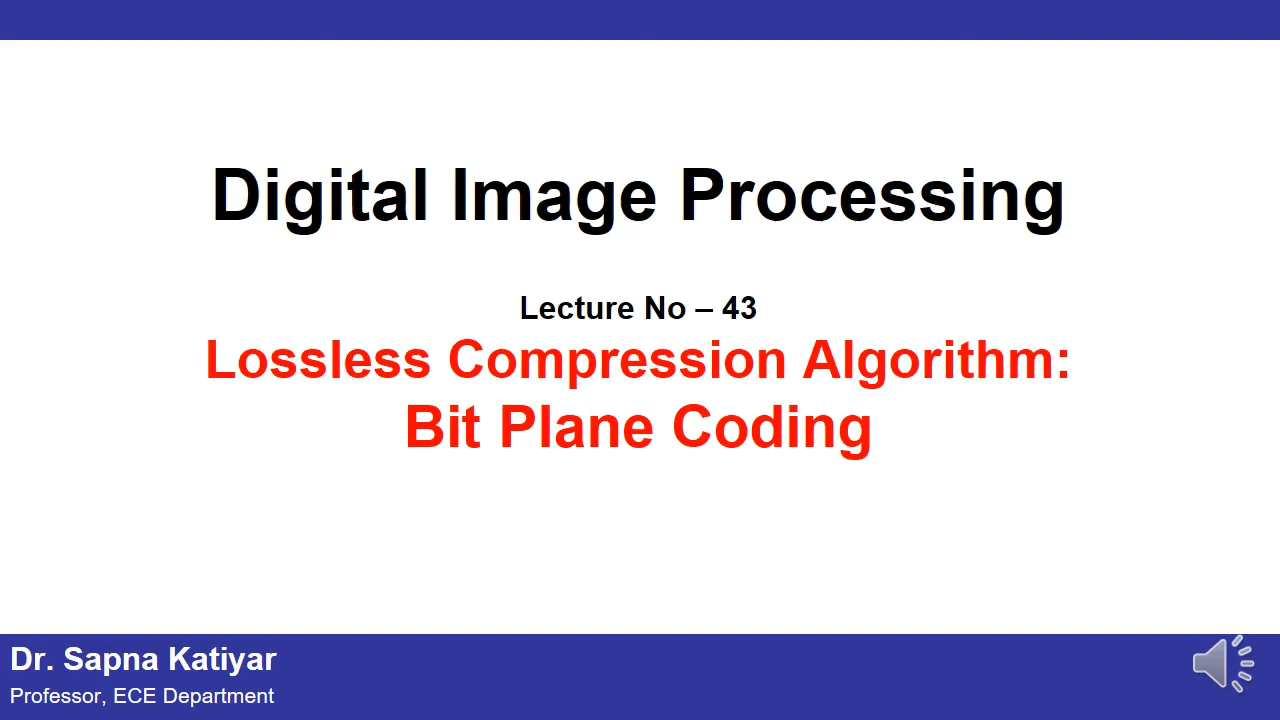 Digital Image Processing
Lecture No – 43
Lossless Compression Algorithm:
Bit Plane Coding
Dr. Sapna Katiyar
Professor, ECE Department